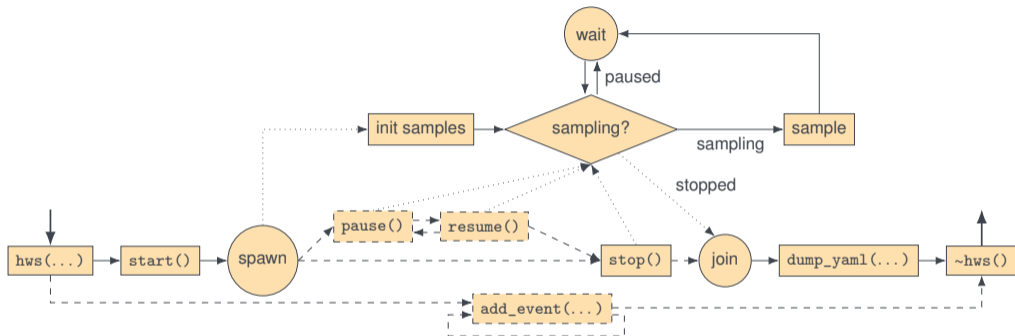 wait
paused
init samples
sampling?
sample
sampling
stopped
pause()
resume()
hws(...)
start()
spawn
stop()
join
dump_yaml(...)
~hws()
add_event(...)